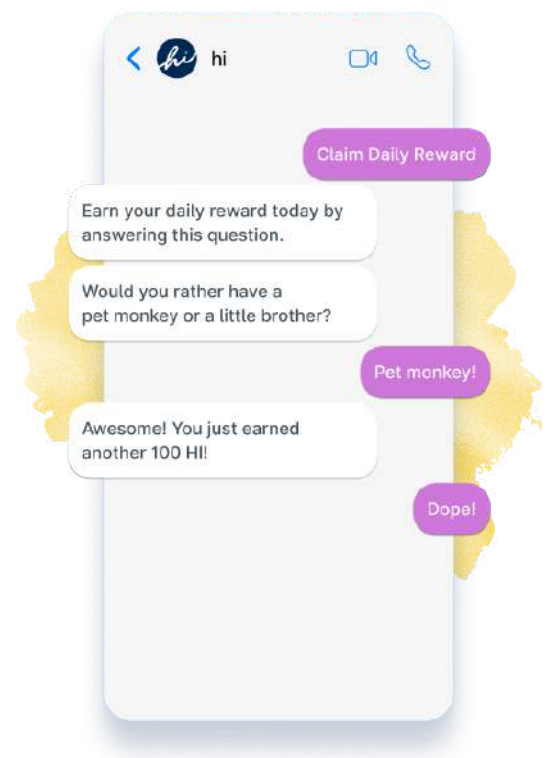 hi hi
Claim Daily Reward
Earn your daily reward today by
answering this question.
Would you rather have a
pet monkey or a little brother?
Pet monkey!
Awesome! You just earned
another 100 HI!
Dope!